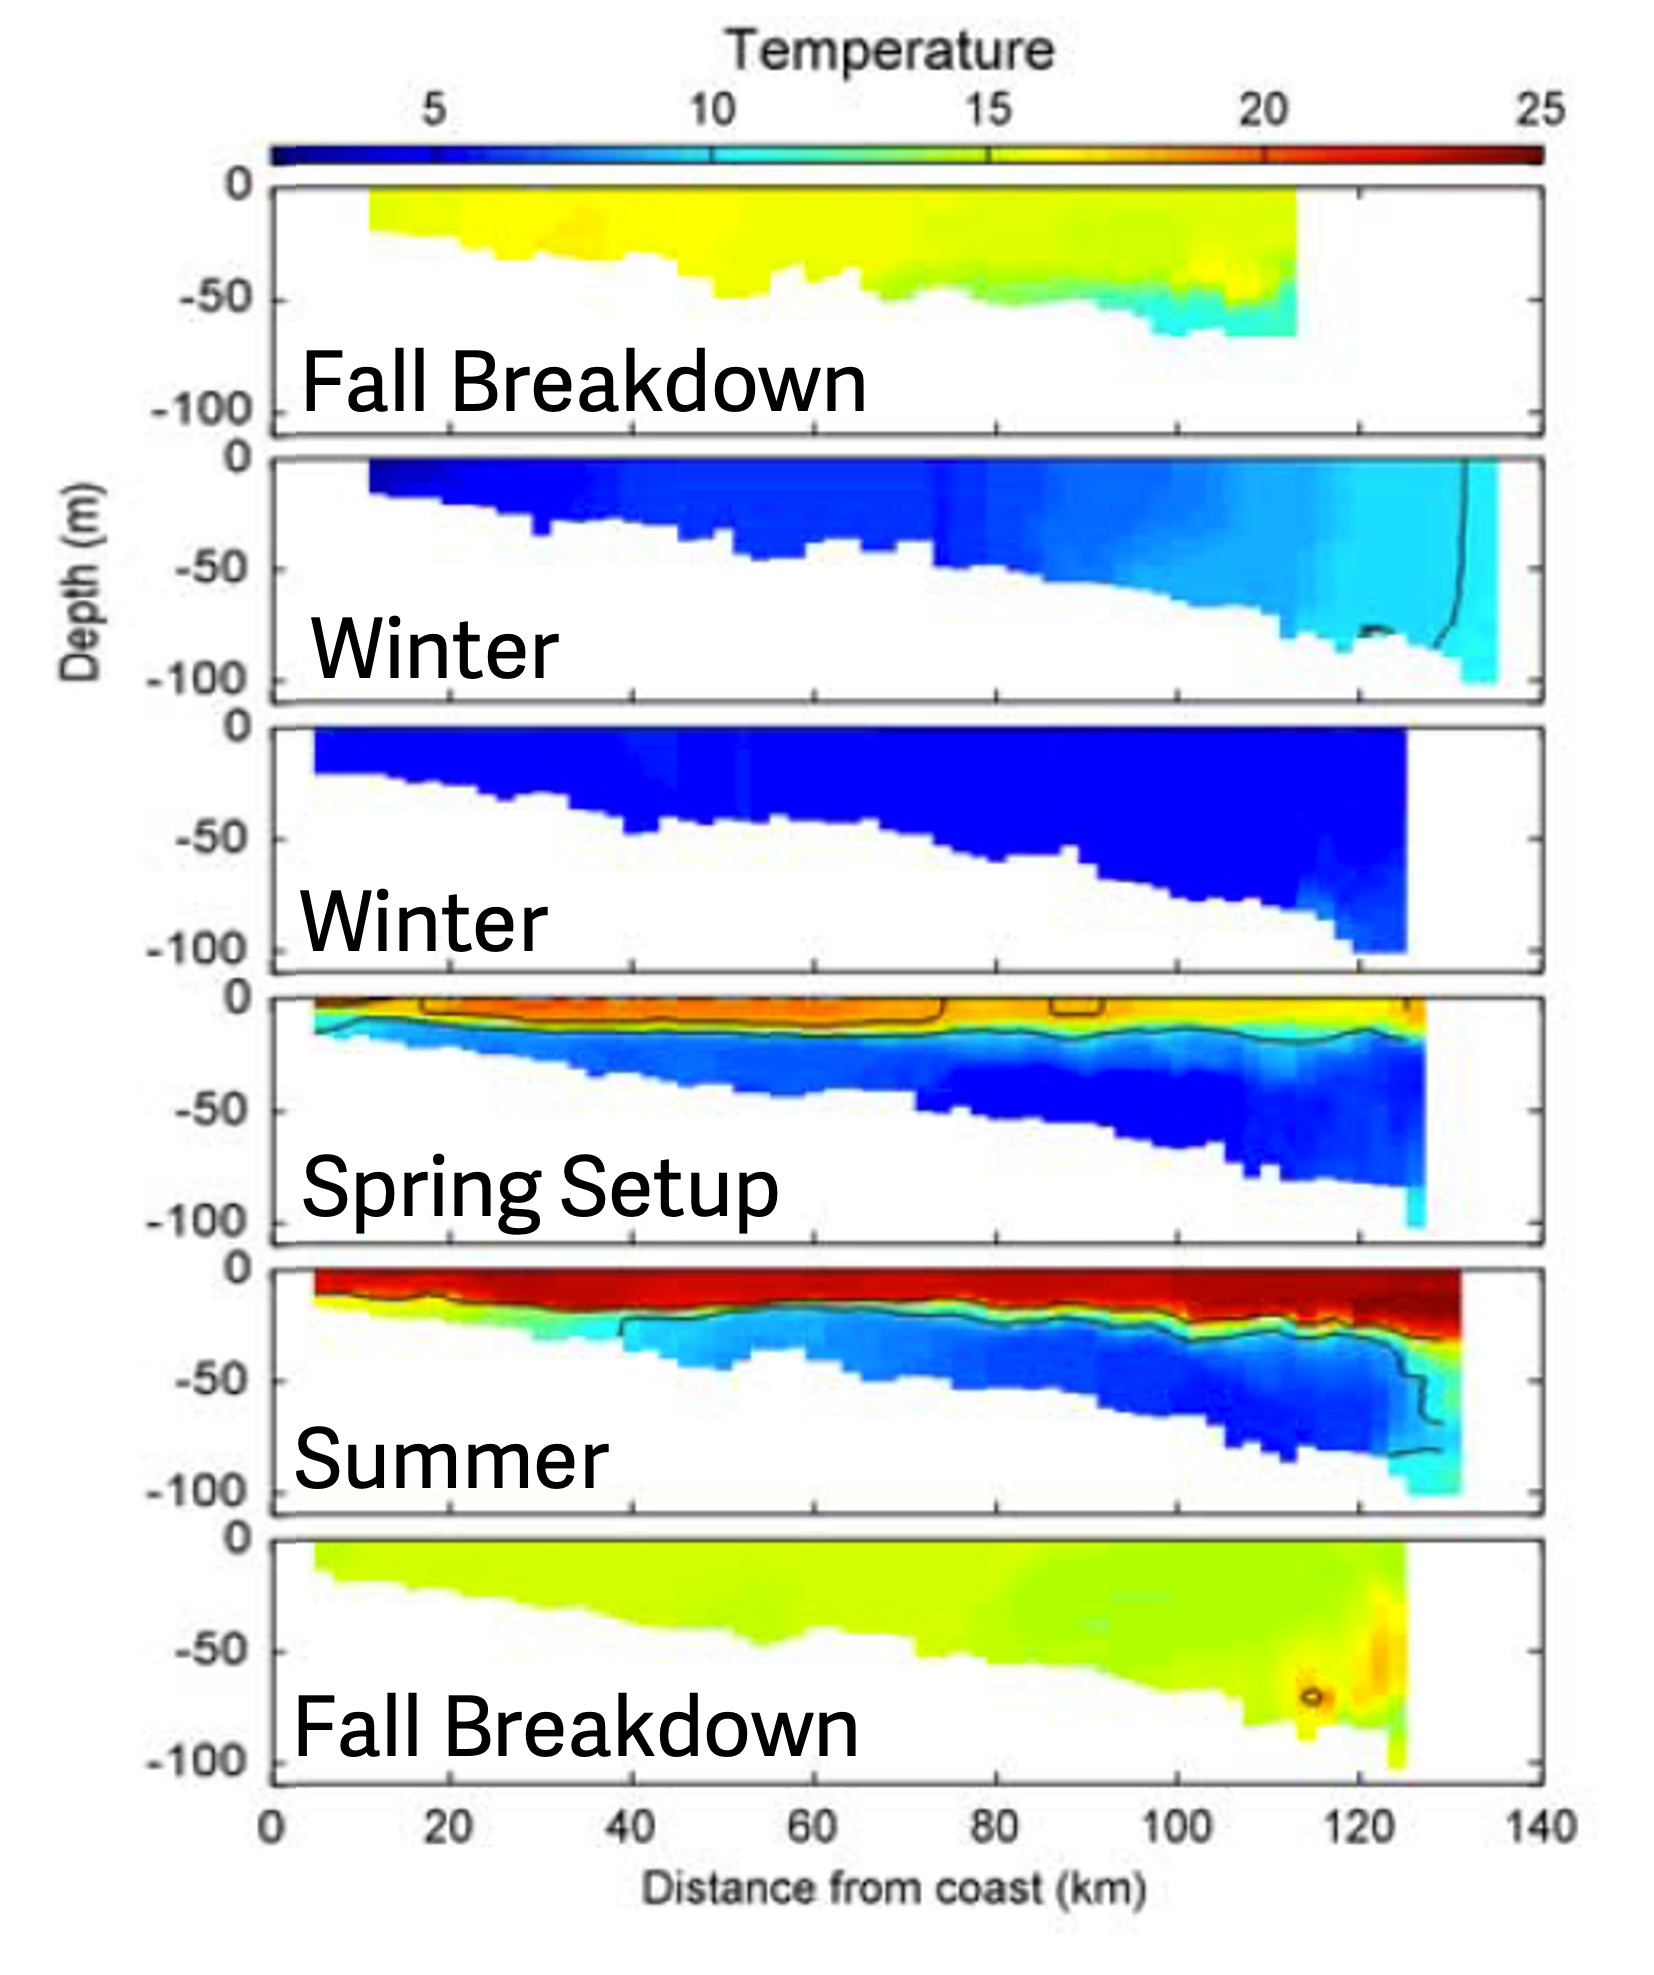 Temperature
5 10 15 20 25
0
-50
Fall Breakdown
-100
0
Depth (m)
-50
Winter
-100
0
-50
Winter
-100
0
-50
Spring Setup
-100
0
-50
Summer
-100
0
-50
Fall Breakdown
-100
0 20 40 60 80 100 120 140
Distance from coast (km)